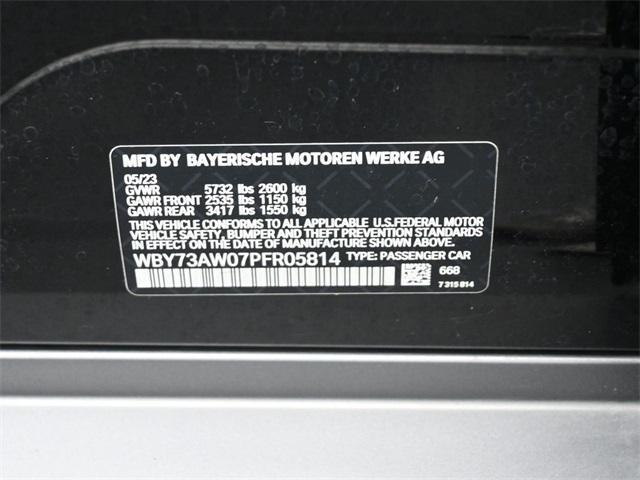 MFD BY BAYERISCHE MOTOREN WERKE AG
05/23
GVWR 5732 lbs 2600 kg
GAWR FRONT 2535 lbs 1150 kg
GAWR REAR 3417 lbs 1550 kg
THIS VEHICLE CONFORMS TO ALL APPLICABLE U.S.FEDERAL MOTOR
VEHICLE SAFETY, BUMPER, AND THEFT PREVENTION STANDARDS
IN EFFECT ON THE DATE OF MANUFACTURE SHOWN ABOVE.
WBY73AW07PFR05814 TYPE: PASSENGER CAR
668
7 315 814